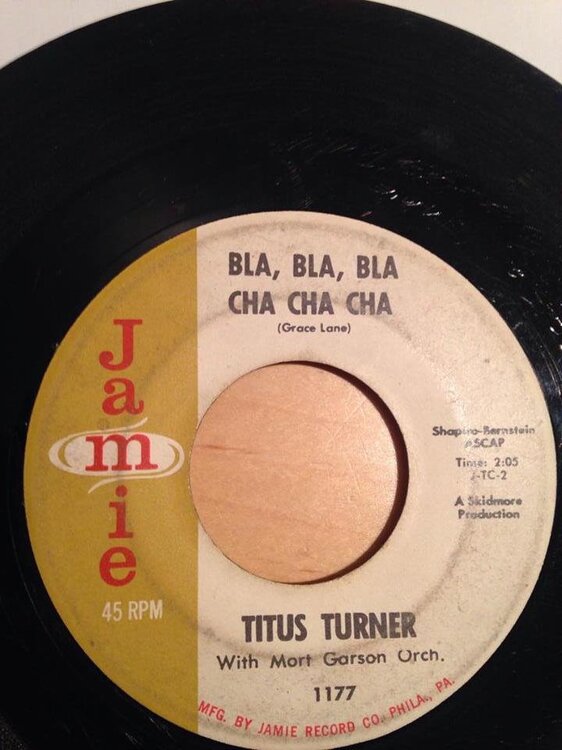 BLA, BLA, BLA
CHA CHA CHA
(Grace Lane)
Jamie
Shapiro-Bernstein
ASCAP
Time: 2:05
J-TC-2
A Skidmore
Production
45 RPM
TITUS TURNER
With Mort Garson Orch.
1177
MFG. BY JAMIE RECORD CO. PHILA., PA.